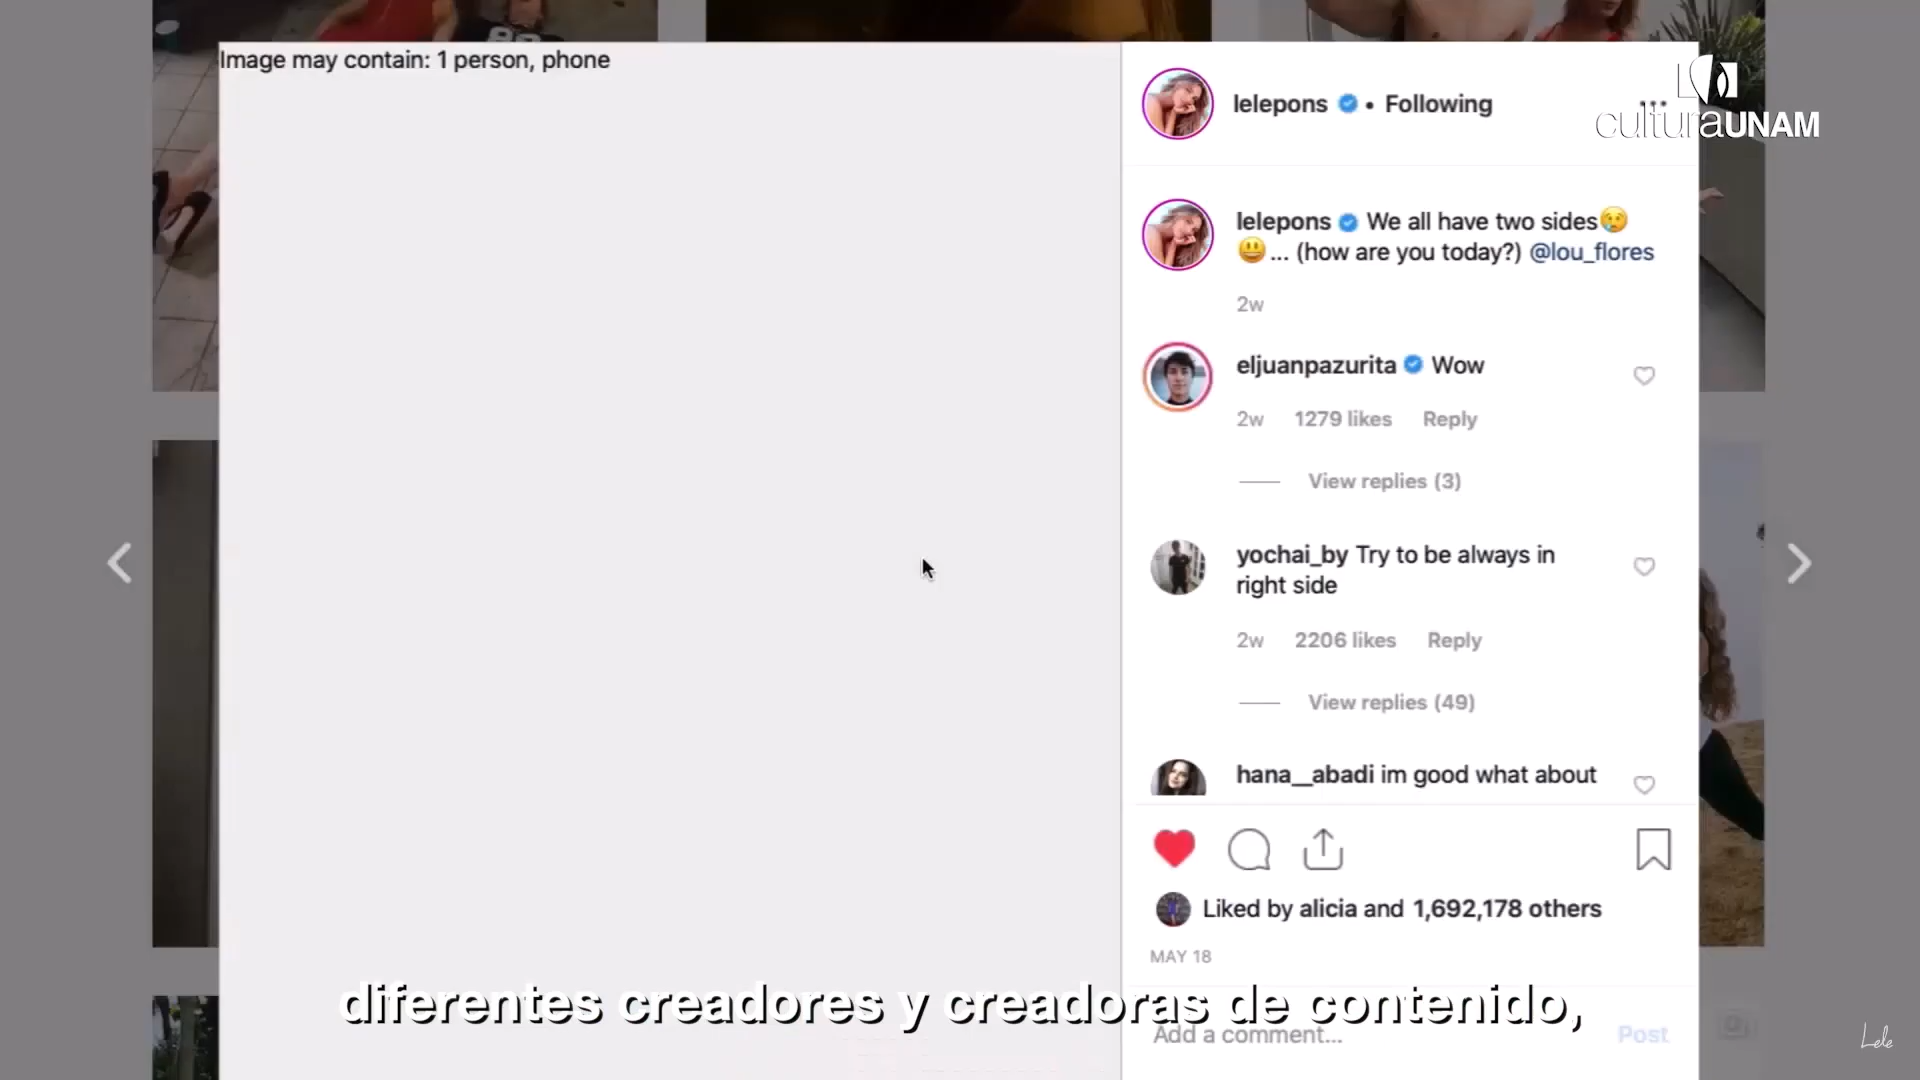 Image may contain: 1 person, phone
lelepons • Following
culturaUNAM
lelepons We all have two sides😢
😃... (how are you today?) @lou_flores
2w
eljuanpazurita Wow
2w 1279 likes Reply
View replies (3)
yochai_by Try to be always in
right side
2w 2206 likes Reply
View replies (49)
hana__abadi im good what about
Liked by alicia and 1,692,178 others
MAY 18
diferentes creadores y creadoras de contenido,
Add a comment... Post
Lele